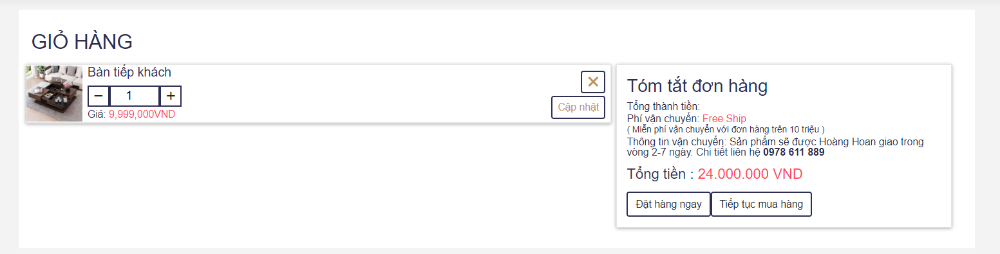 GIỎ HÀNG
Bàn tiếp khách
− 1 +
Giá: 9,999,000VND
✕
Cập nhật
Tóm tắt đơn hàng
Tổng thành tiền:
Phí vận chuyển: Free Ship
( Miễn phí vận chuyển với đơn hàng trên 10 triệu )
Thông tin vận chuyển: Sản phẩm sẽ được Hoàng Hoan giao trong
vòng 2-7 ngày. Chi tiết liên hệ 0978 611 889
Tổng tiền : 24.000.000 VND
Đặt hàng ngay Tiếp tục mua hàng